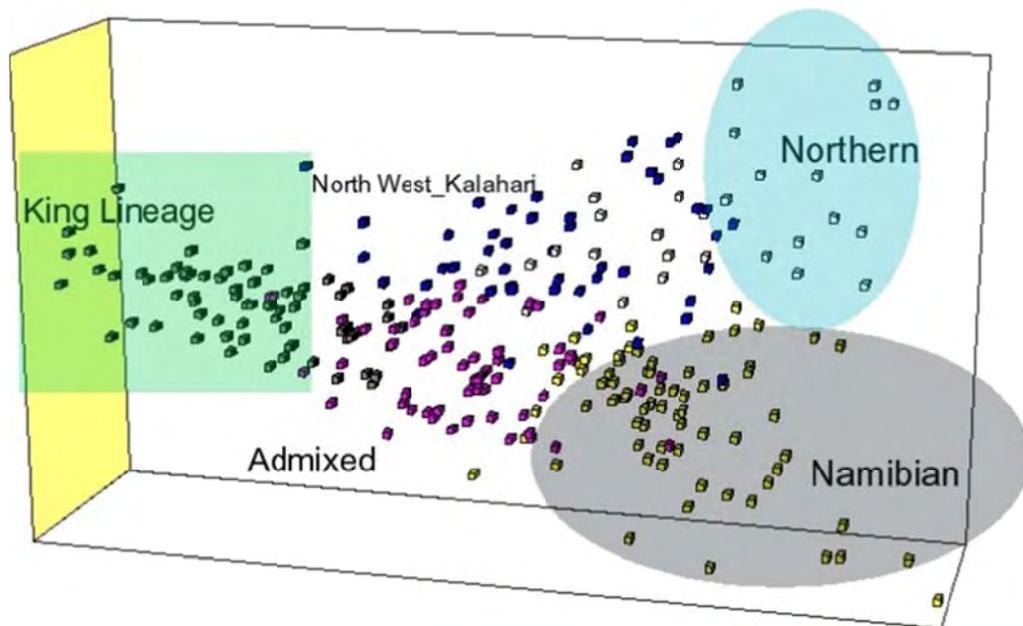 Northern
North West_Kalahari
King Lineage
Admixed
Namibian